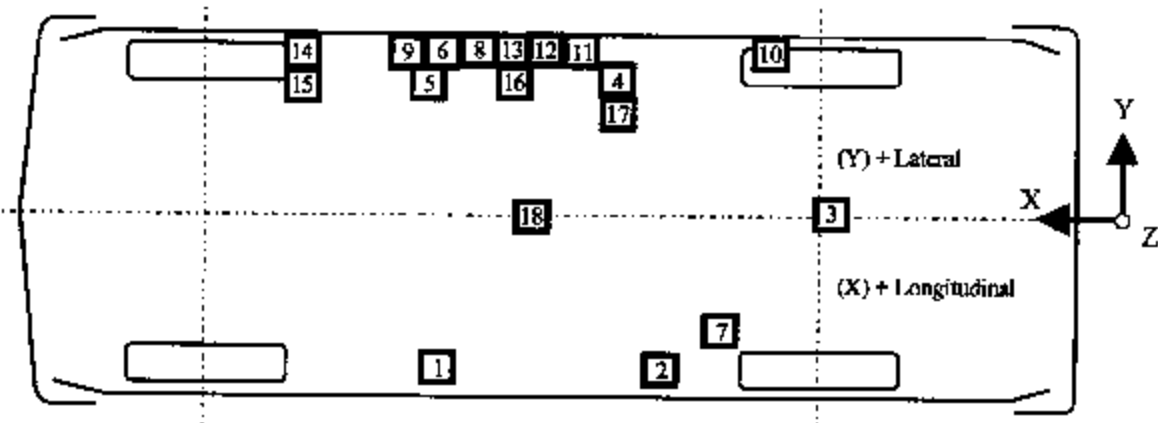 14 9 6 8 13 12 11 10
15 5 16 4
17
Y
(Y) + Lateral
18 3 X
Z
(X) + Longitudinal
7
1 2